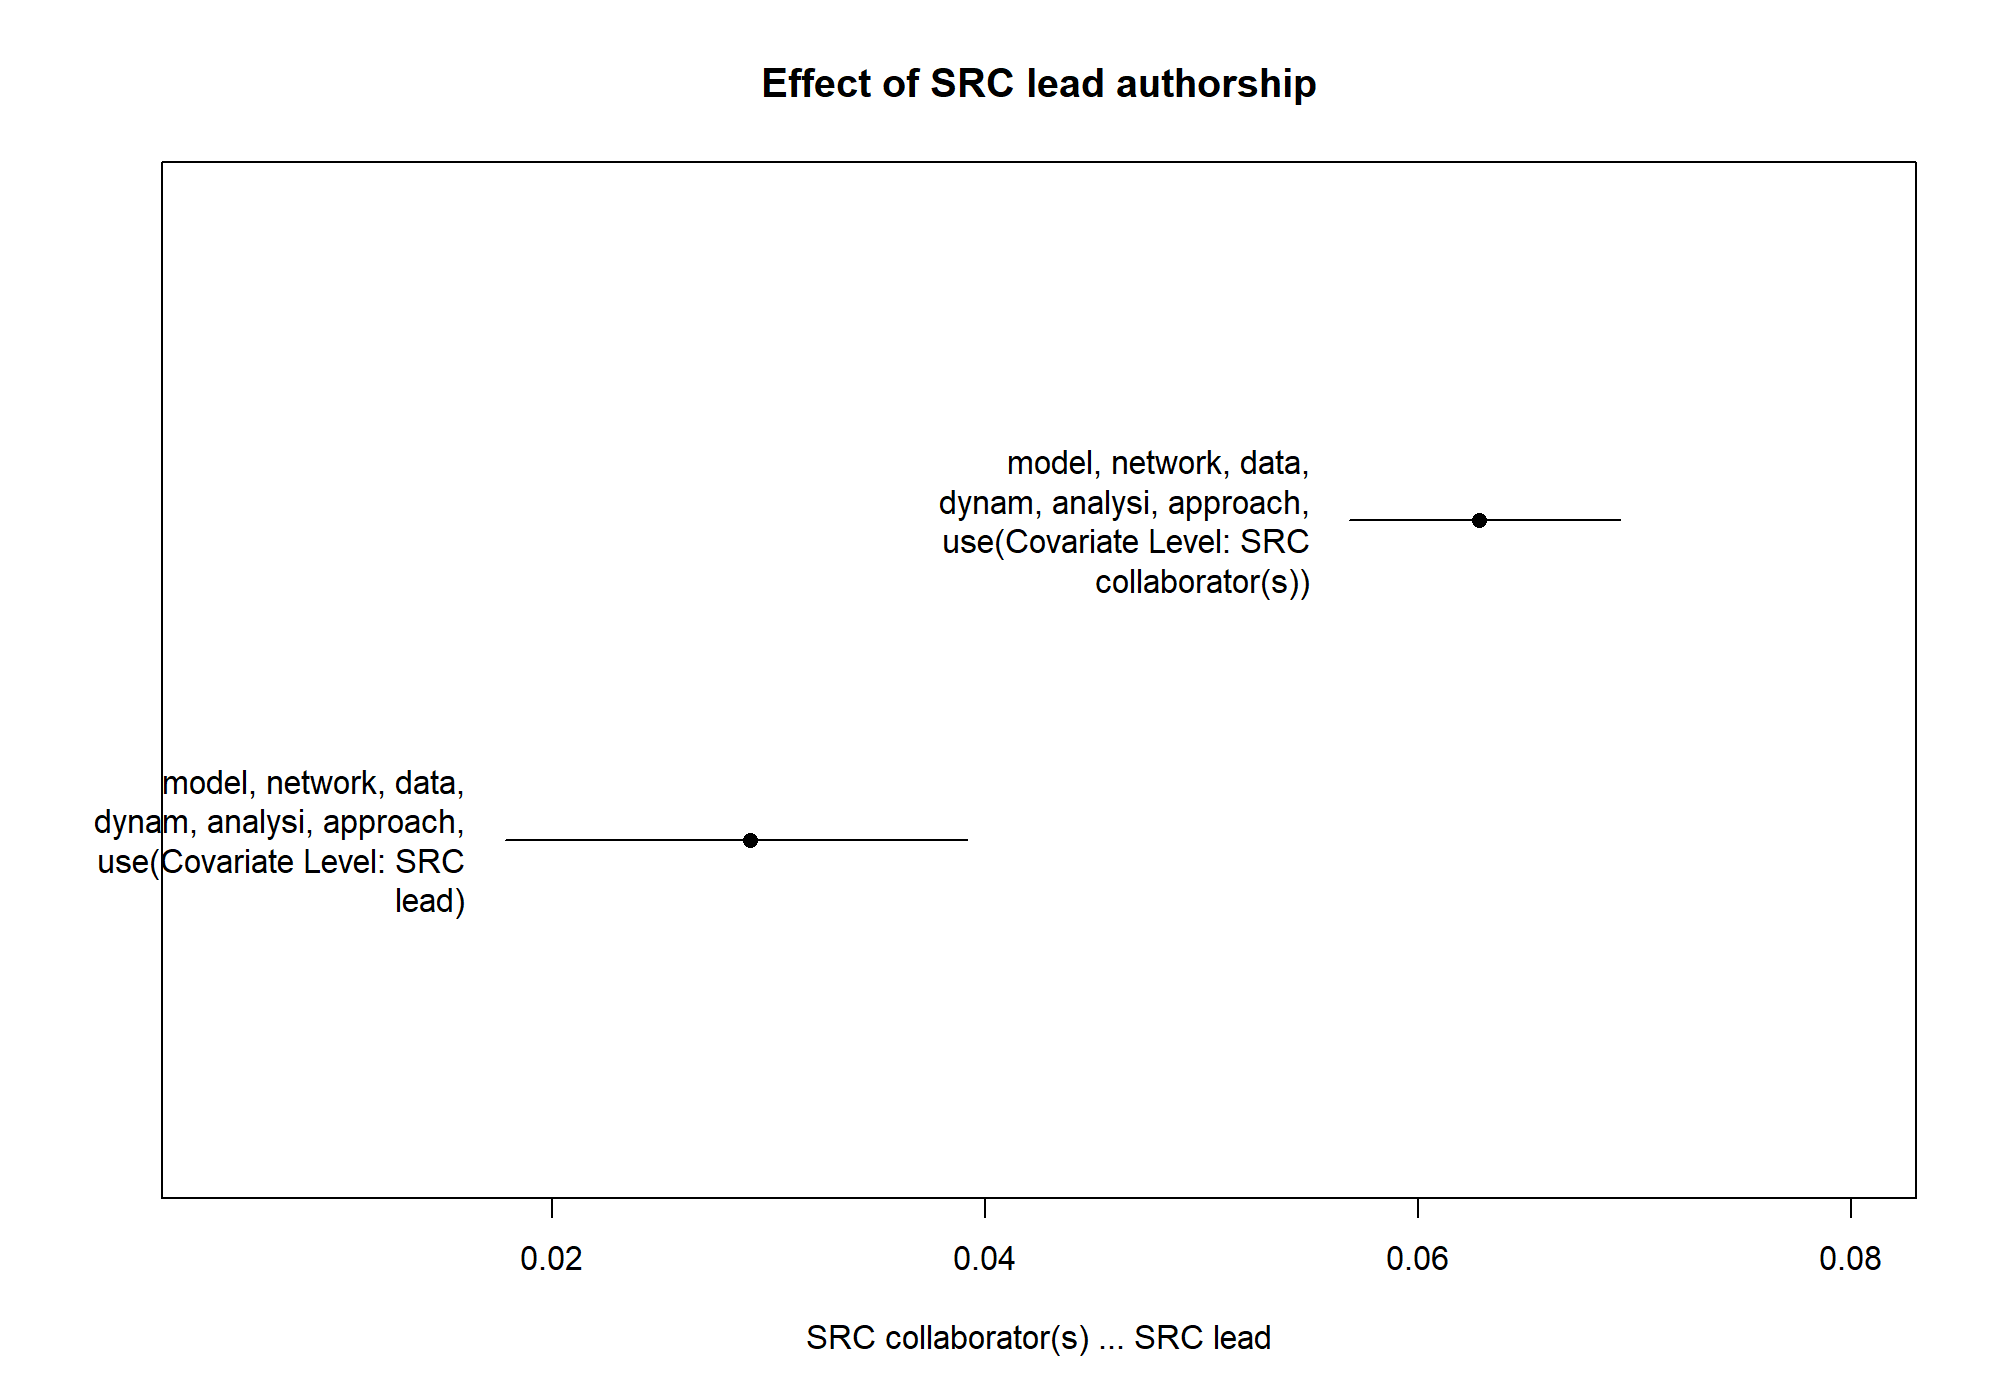 Effect of SRC lead authorship
model, network, data,
dynam, analysi, approach,
use(Covariate Level: SRC
collaborator(s))
model, network, data,
dynam, analysi, approach,
use(Covariate Level: SRC
lead)
0.02
0.04
0.06
0.08
SRC collaborator(s) ... SRC lead